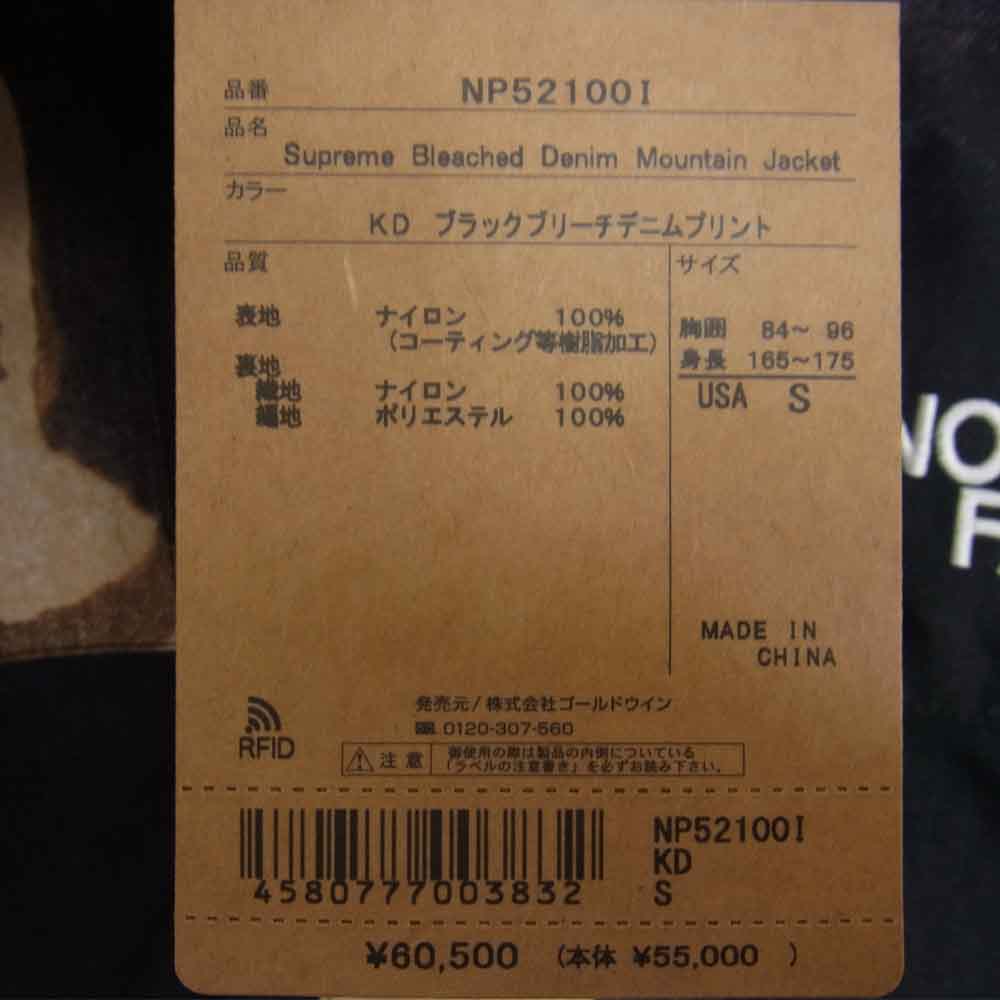 品番 NP52100I
品名
Supreme Bleached Denim Mountain Jacket
カラー
KD ブラックブリーチデニムプリント
品質
サイズ
表地 ナイロン 100%
(コーティング等樹脂加工)
裏地
織地 ナイロン 100%
編地 ポリエステル 100%
胸囲 84~ 96
身長 165~175
USA S
MADE IN
CHINA
発売元/株式会社ゴールドウイン
0120-307-560
RFID
注意
御使用の際は製品の内側についている
「ラベルの注意書き」を必ずお読み下さい。
4580777003832
NP52100I
KD
S
¥60,500 (本体 ¥55,000 )
NO
F